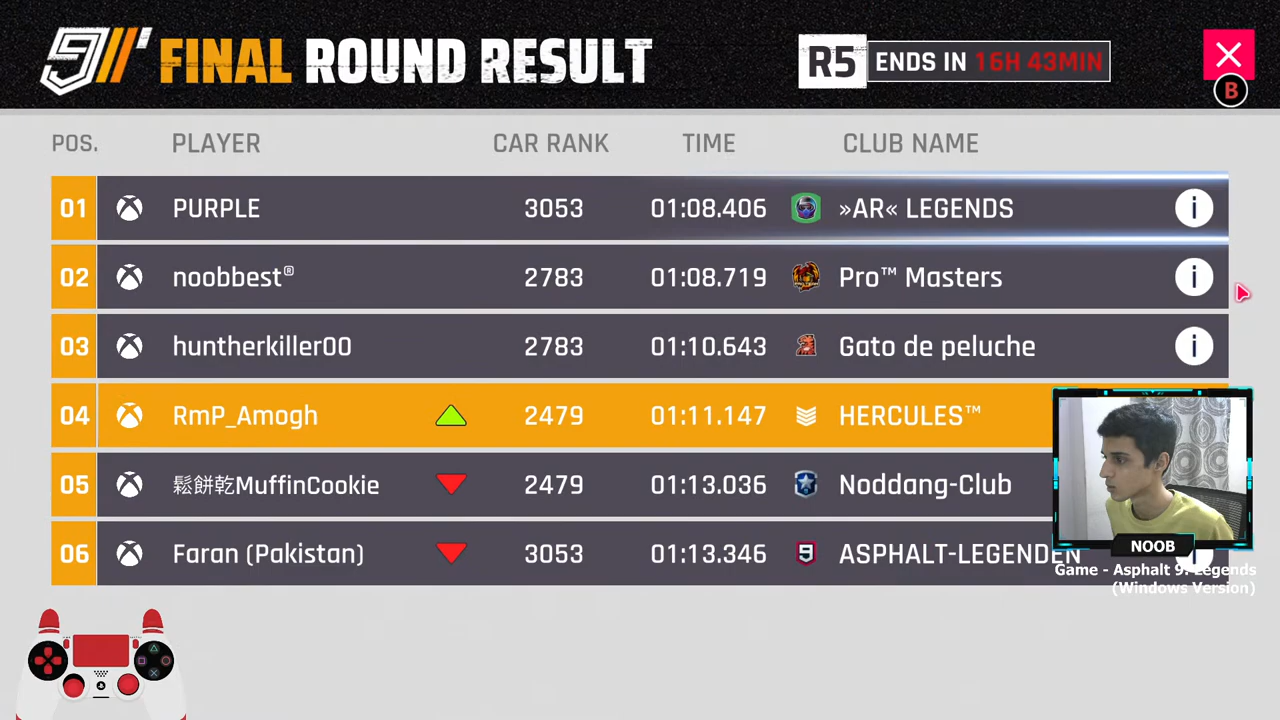 9 FINAL ROUND RESULT R5 ENDS IN 16H 43MIN
B
POS. PLAYER CAR RANK TIME CLUB NAME
01 PURPLE 3053 01:08.406 »AR« LEGENDS i
02 noobbest® 2783 01:08.719 Pro™ Masters i
03 huntherkiller00 2783 01:10.643 Gato de peluche i
04 RmP_Amogh 2479 01:11.147 HERCULES™
05 鬆餅乾MuffinCookie 2479 01:13.036 Noddang-Club
06 Faran (Pakistan) 3053 01:13.346 ASPHALT-LEGENDEN
NOOB
Game - Asphalt 9: Legends
(Windows Version)